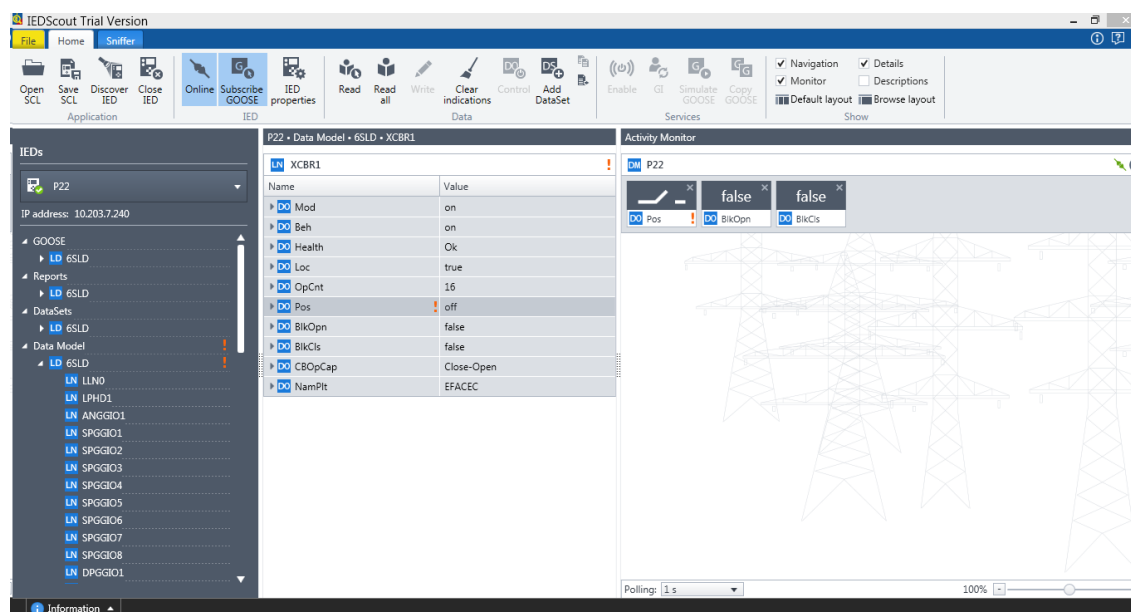 IEDScout Trial Version
File Home Sniffer
Open SCL
Save SCL
Discover IED
Close IED
Application
Online
Subscribe GOOSE
IED properties
IED
Read
Read all
Write
Clear indications
Control
Add DataSet
Data
Enable
GI
Simulate GOOSE
Copy GOOSE
Services
Navigation
Details
Monitor
Descriptions
Default layout
Browse layout
Show
IEDs
P22
IP address: 10.203.7.240
GOOSE
LD 6SLD
Reports
LD 6SLD
DataSets
LD 6SLD
Data Model
LD 6SLD
LN LLN0
LN LPHD1
LN ANGGIO1
LN SPGGIO1
LN SPGGIO2
LN SPGGIO3
LN SPGGIO4
LN SPGGIO5
LN SPGGIO6
LN SPGGIO7
LN SPGGIO8
LN DPGGIO1
P22 • Data Model • 6SLD • XCBR1
LN XCBR1 !
Name Value
DO Mod on
DO Beh on
DO Health Ok
DO Loc true
DO OpCnt 16
DO Pos ! off
DO BlkOpn false
DO BlkCls false
DO CBOpCap Close-Open
DO NamPlt EFACEC
Activity Monitor
DM P22
false false
DO Pos ! DO BlkOpn DO BlkCls
Polling: 1 s 100%
Information